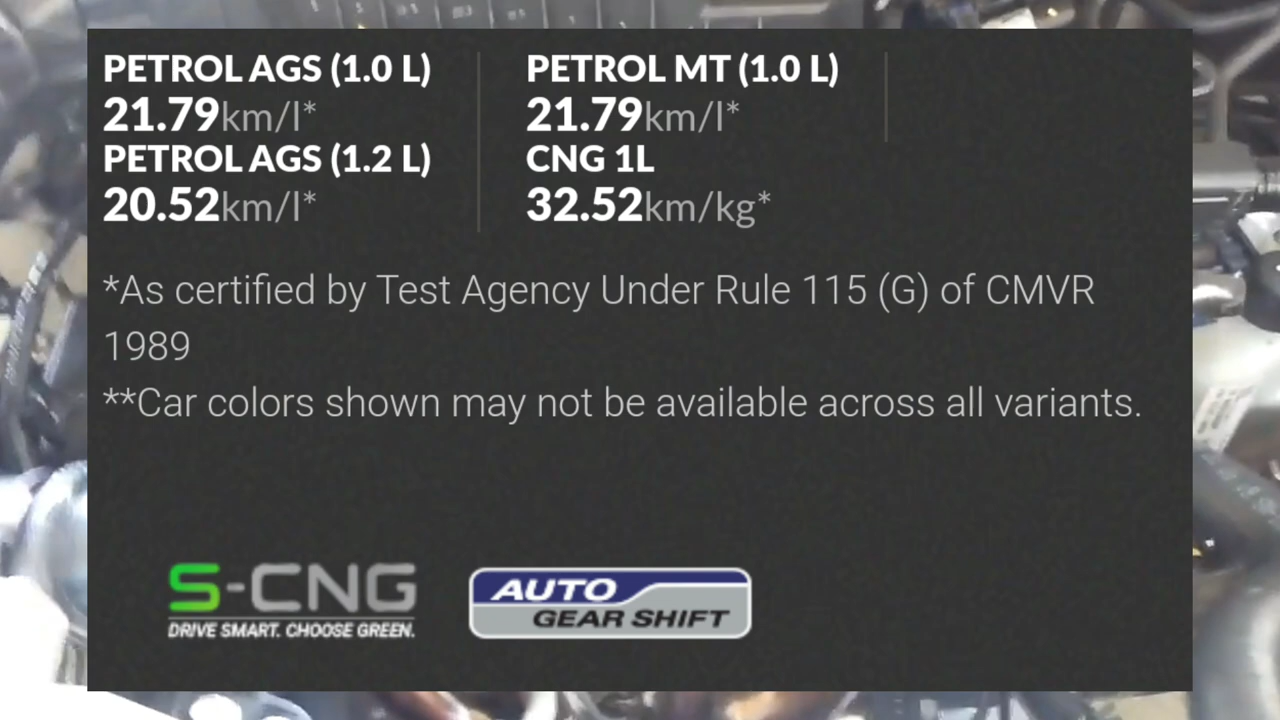 PETROL AGS (1.0 L)
21.79km/l*
PETROL AGS (1.2 L)
20.52km/l*
PETROL MT (1.0 L)
21.79km/l*
CNG 1L
32.52km/kg*
*As certified by Test Agency Under Rule 115 (G) of CMVR
1989
**Car colors shown may not be available across all variants.
S-CNG
DRIVE SMART. CHOOSE GREEN.
AUTO
GEAR SHIFT